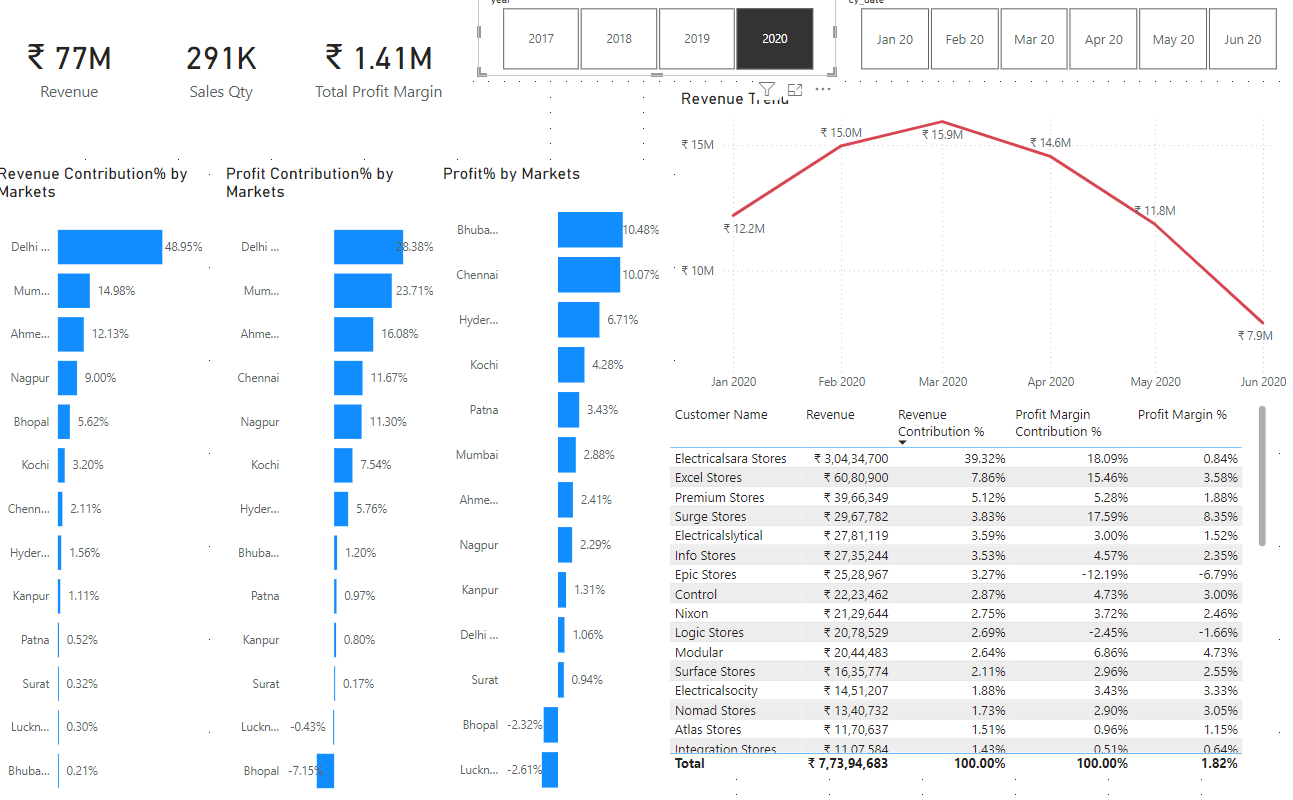 year
cy_date
2017
2018
2019
2020
Jan 20
Feb 20
Mar 20
Apr 20
May 20
Jun 20
₹ 77M
Revenue
291K
Sales Qty
₹ 1.41M
Total Profit Margin
Revenue Contribution% by
Markets
Delhi ... 48.95%
Mum... 14.98%
Ahme... 12.13%
Nagpur 9.00%
Bhopal 5.62%
Kochi 3.20%
Chenn... 2.11%
Hyder... 1.56%
Kanpur 1.11%
Patna 0.52%
Surat 0.32%
Luckn... 0.30%
Bhuba... 0.21%
Profit Contribution% by
Markets
Delhi ... 28.38%
Mum... 23.71%
Ahme... 16.08%
Chennai 11.67%
Nagpur 11.30%
Kochi 7.54%
Hyder... 5.76%
Bhuba... 1.20%
Patna 0.97%
Kanpur 0.80%
Surat 0.17%
Luckn... -0.43%
Bhopal -7.15%
Profit% by Markets
Bhuba... 10.48%
Chennai 10.07%
Hyder... 6.71%
Kochi 4.28%
Patna 3.43%
Mumbai 2.88%
Ahme... 2.41%
Nagpur 2.29%
Kanpur 1.31%
Delhi ... 1.06%
Surat 0.94%
Bhopal -2.32%
Luckn... -2.61%
Revenue Trend
₹ 15M
₹ 10M
₹ 12.2M
₹ 15.0M
₹ 15.9M
₹ 14.6M
₹ 11.8M
₹ 7.9M
Jan 2020 Feb 2020 Mar 2020 Apr 2020 May 2020 Jun 2020
Customer Name Revenue Revenue Contribution % Profit Margin Contribution % Profit Margin %
Electricalsara Stores ₹ 3,04,34,700 39.32% 18.09% 0.84%
Excel Stores ₹ 60,80,900 7.86% 15.46% 3.58%
Premium Stores ₹ 39,66,349 5.12% 5.28% 1.88%
Surge Stores ₹ 29,67,782 3.83% 17.59% 8.35%
Electricalslytical ₹ 27,81,119 3.59% 3.00% 1.52%
Info Stores ₹ 27,35,244 3.53% 4.57% 2.35%
Epic Stores ₹ 25,28,967 3.27% -12.19% -6.79%
Control ₹ 22,23,462 2.87% 4.73% 3.00%
Nixon ₹ 21,29,644 2.75% 3.72% 2.46%
Logic Stores ₹ 20,78,529 2.69% -2.45% -1.66%
Modular ₹ 20,44,483 2.64% 6.86% 4.73%
Surface Stores ₹ 16,35,774 2.11% 2.96% 2.55%
Electricalsocity ₹ 14,51,207 1.88% 3.43% 3.33%
Nomad Stores ₹ 13,40,732 1.73% 2.90% 3.05%
Atlas Stores ₹ 11,70,637 1.51% 0.96% 1.15%
Integration Stores ₹ 11,07,584 1.43% 0.51% 0.64%
Total ₹ 7,73,94,683 100.00% 100.00% 1.82%